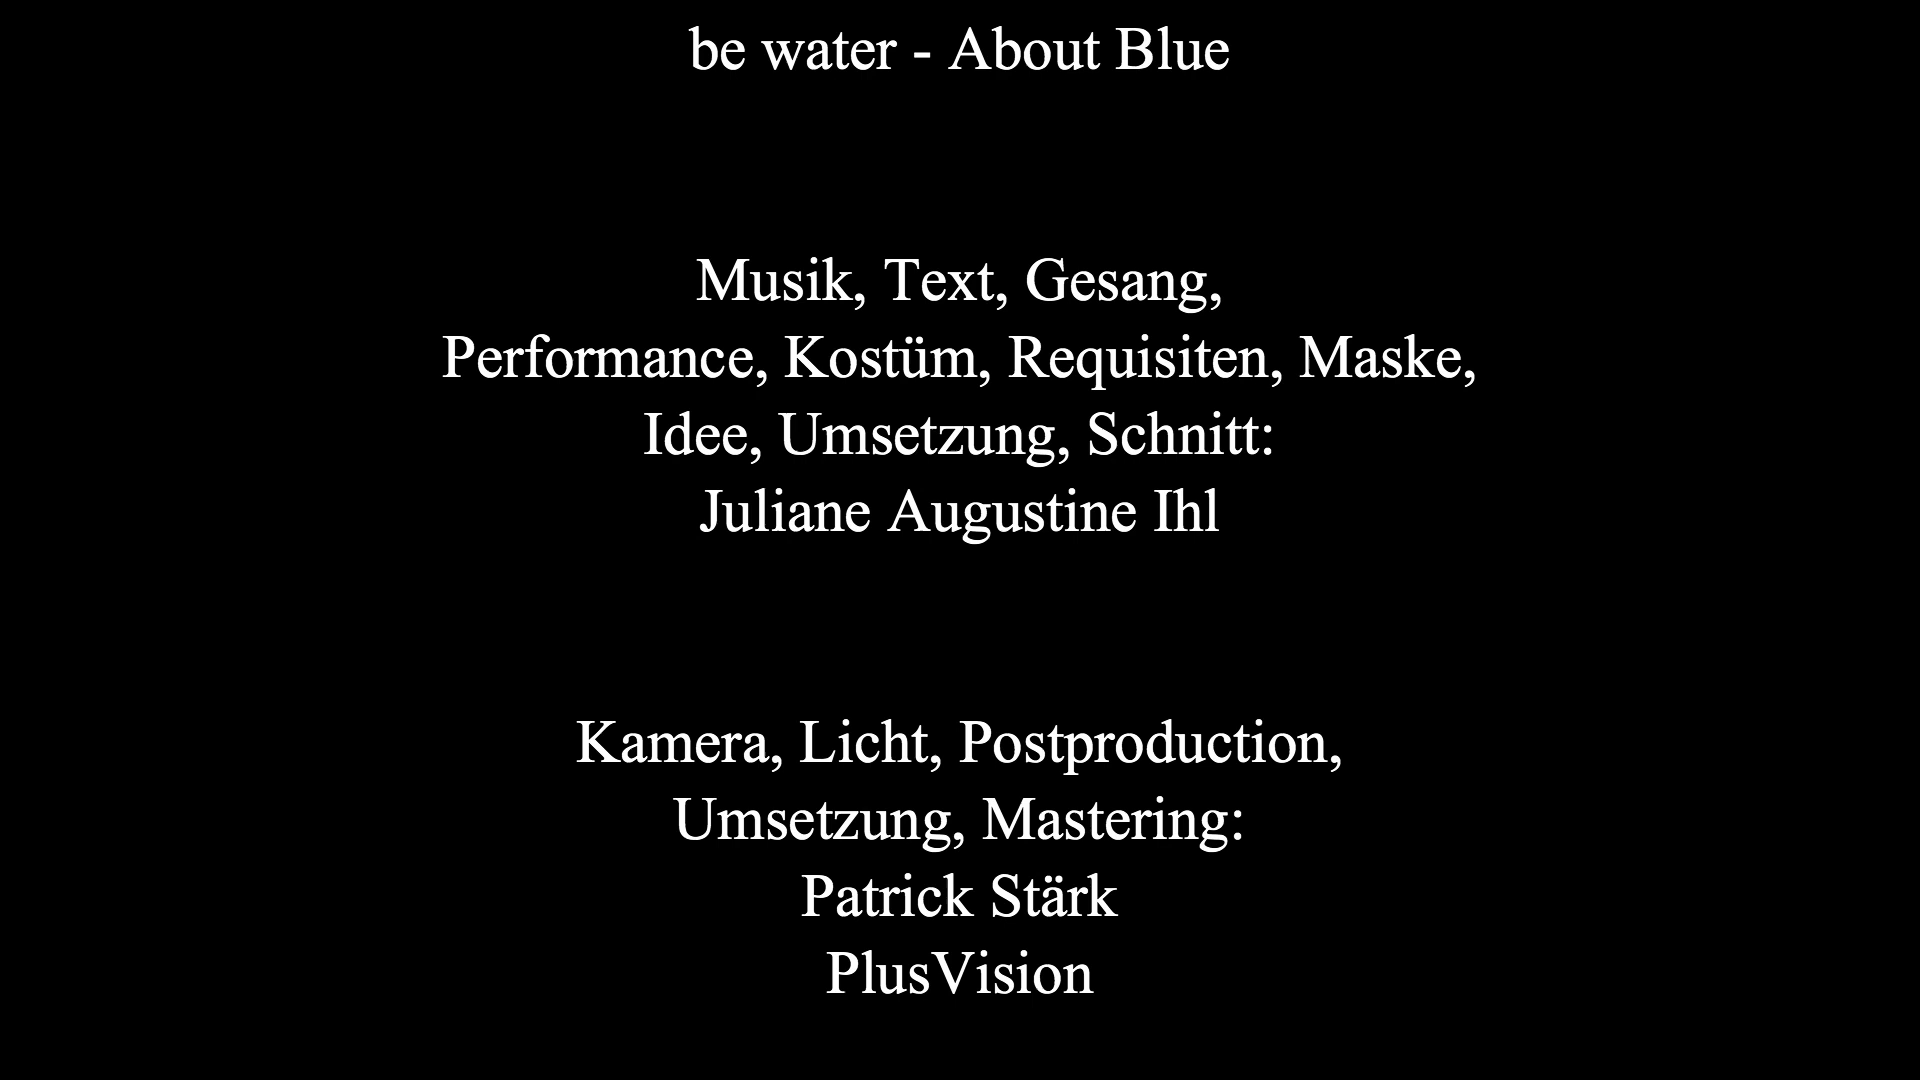 be water - About Blue
Musik, Text, Gesang,
Performance, Kostüm, Requisiten, Maske,
Idee, Umsetzung, Schnitt:
Juliane Augustine Ihl
Kamera, Licht, Postproduction,
Umsetzung, Mastering:
Patrick Stärk
PlusVision